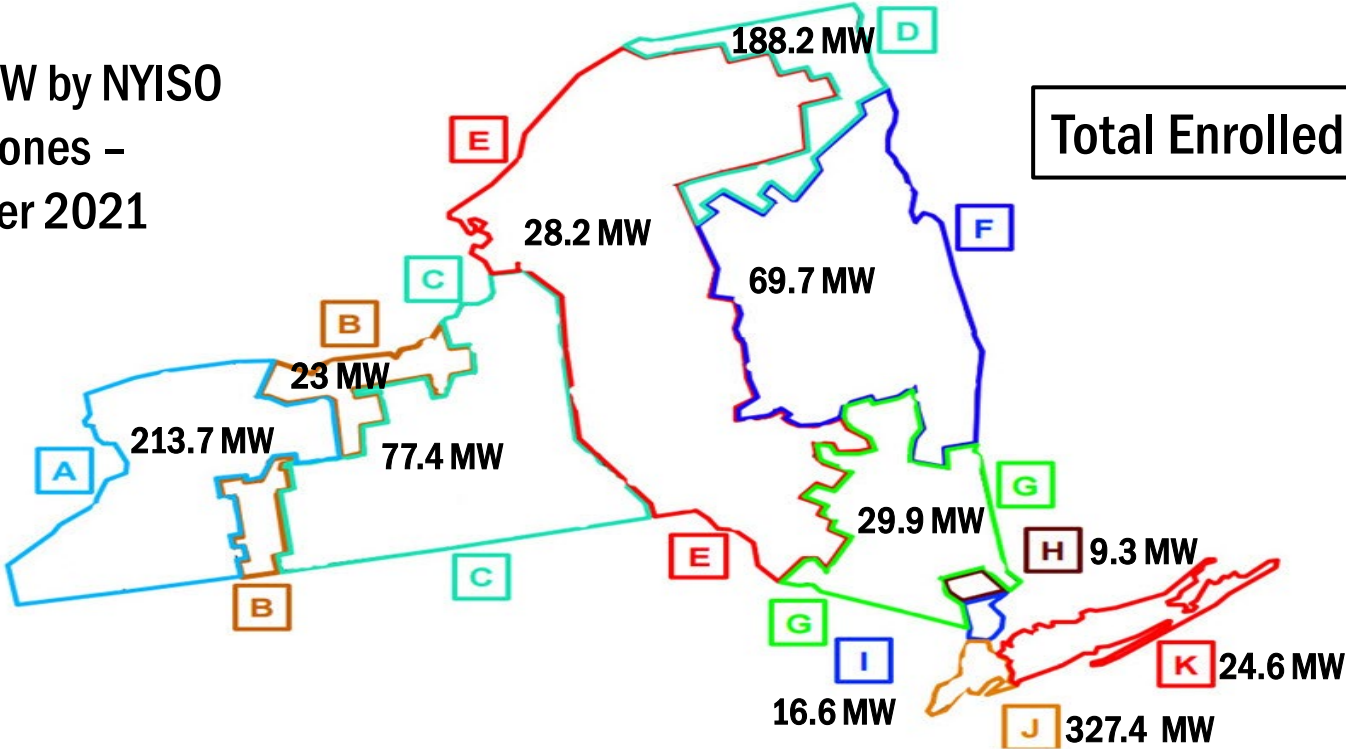 W by NYISO
ones –
er 2021
Total Enrolled
188.2 MW
D
E
28.2 MW
F
C
69.7 MW
B
23 MW
213.7 MW
77.4 MW
A
G
29.9 MW
H 9.3 MW
E
C
B
G
I
K 24.6 MW
16.6 MW
J 327.4 MW